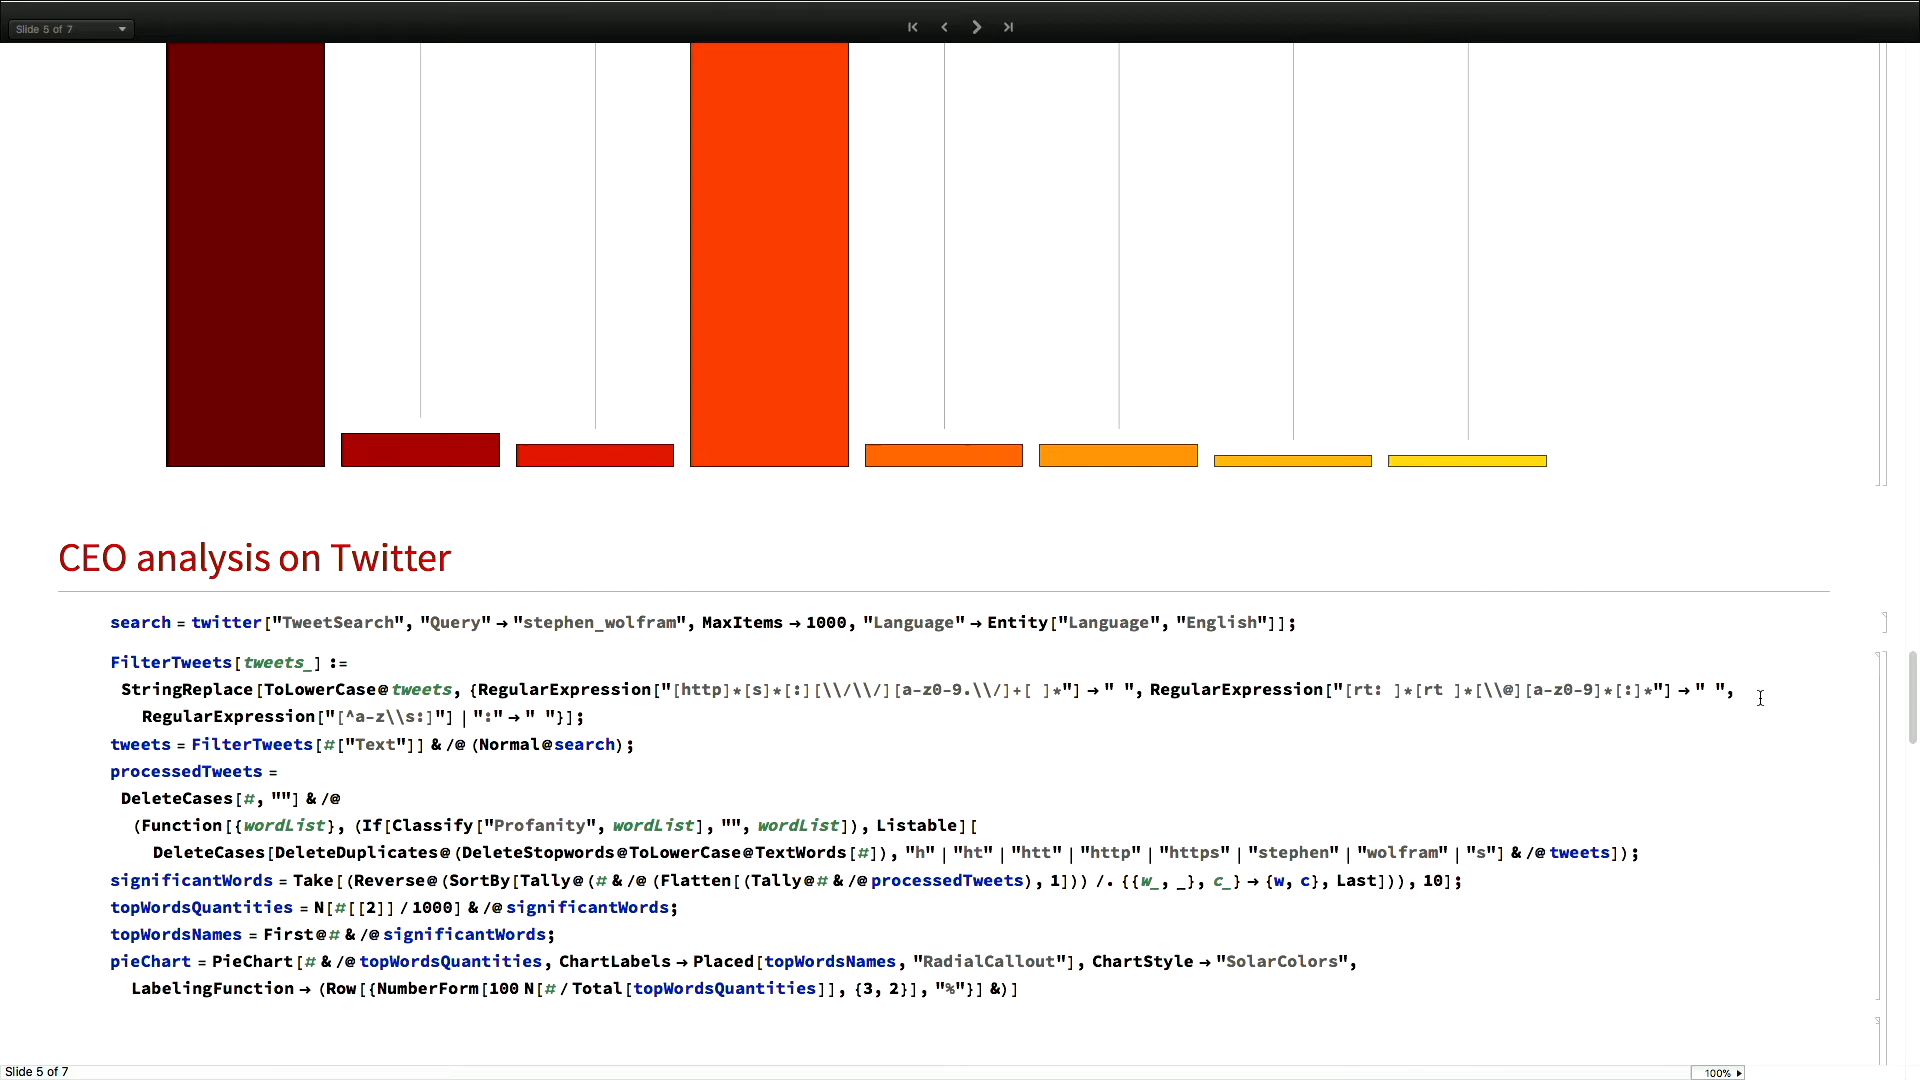 Slide 5 of 7
CEO analysis on Twitter
search = twitter["TweetSearch", "Query" → "stephen_wolfram", MaxItems → 1000, "Language" → Entity["Language", "English"]];
FilterTweets[tweets_] :=
StringReplace[ToLowerCase@tweets, {RegularExpression["[http]*[s]*[:][\\/\\/][a-z0-9.\\/]+[ ]*"] → " ", RegularExpression["[rt: ]*[rt ]*[\\@][a-z0-9]*[:]*"] → " ",
RegularExpression["[^a-z\\s:]"] | ":" → " "}];
tweets = FilterTweets[#["Text"]] & /@ (Normal@search);
processedTweets =
DeleteCases[#, ""] & /@
(Function[{wordList}, (If[Classify["Profanity", wordList], "", wordList]), Listable][
DeleteCases[DeleteDuplicates@(DeleteStopwords@ToLowerCase@TextWords[#]), "h" | "ht" | "htt" | "http" | "https" | "stephen" | "wolfram" | "s"] & /@ tweets]);
significantWords = Take[(Reverse@(SortBy[Tally@(# & /@ (Flatten[(Tally@# & /@ processedTweets), 1])) /. {{w_, _}, c_} → {w, c}, Last])), 10];
topWordsQuantities = N[#[[2]] / 1000] & /@ significantWords;
topWordsNames = First@# & /@ significantWords;
pieChart = PieChart[# & /@ topWordsQuantities, ChartLabels → Placed[topWordsNames, "RadialCallout"], ChartStyle → "SolarColors",
LabelingFunction → (Row[{NumberForm[100 N[# / Total[topWordsQuantities]], {3, 2}], "%"}] &)]
Slide 5 of 7
100%